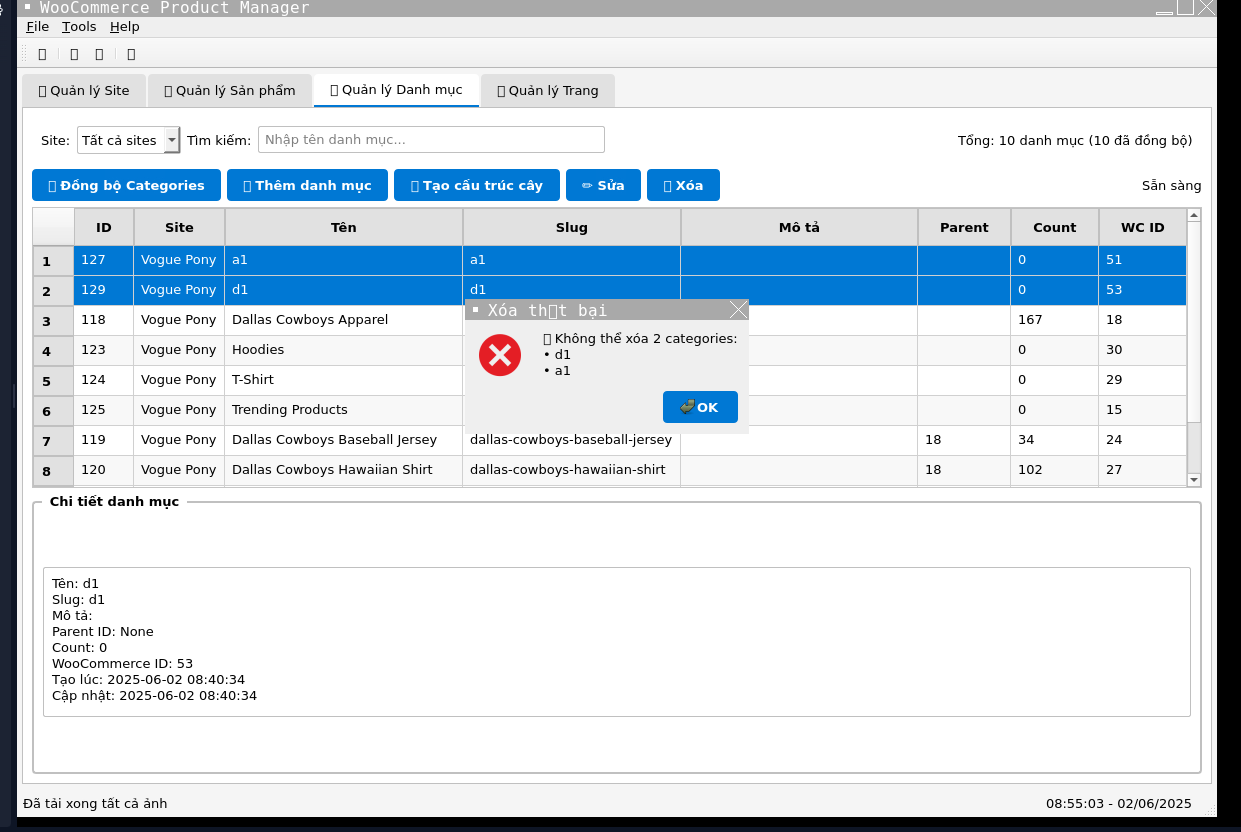 WooCommerce Product Manager
File Tools Help
Quản lý Site Quản lý Sản phẩm Quản lý Danh mục Quản lý Trang
Site: Tất cả sites Tìm kiếm: Nhập tên danh mục... Tổng: 10 danh mục (10 đã đồng bộ)
Đồng bộ Categories Thêm danh mục Tạo cấu trúc cây ✏ Sửa Xóa Sẵn sàng
ID Site Tên Slug Mô tả Parent Count WC ID
1 127 Vogue Pony a1 a1 0 51
2 129 Vogue Pony d1 d1 0 53
3 118 Vogue Pony Dallas Cowboys Apparel 167 18
4 123 Vogue Pony Hoodies 0 30
5 124 Vogue Pony T-Shirt 0 29
6 125 Vogue Pony Trending Products 0 15
7 119 Vogue Pony Dallas Cowboys Baseball Jersey dallas-cowboys-baseball-jersey 18 34 24
8 120 Vogue Pony Dallas Cowboys Hawaiian Shirt dallas-cowboys-hawaiian-shirt 18 102 27
Xóa th▯t bại
Không thể xóa 2 categories:
• d1
• a1
OK
Chi tiết danh mục
Tên: d1
Slug: d1
Mô tả:
Parent ID: None
Count: 0
WooCommerce ID: 53
Tạo lúc: 2025-06-02 08:40:34
Cập nhật: 2025-06-02 08:40:34
Đã tải xong tất cả ảnh 08:55:03 - 02/06/2025